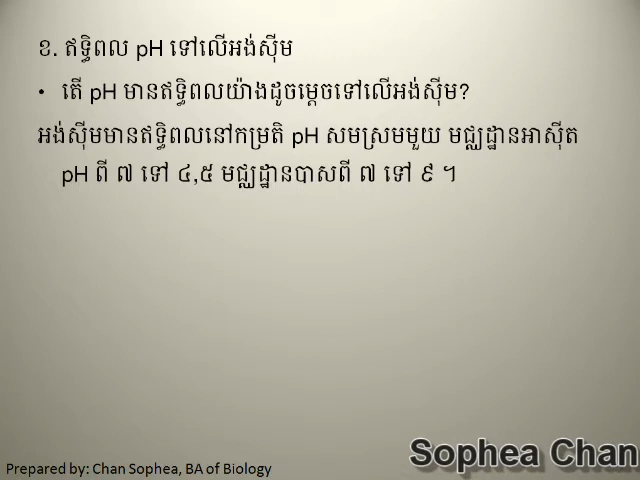 ខ. ឥទ្ធិពល pH ទៅលើអង់ស៊ីម
• តើ pH មានឥទ្ធិពលយ៉ាងដូចម្ដេចទៅលើអង់ស៊ីម?
អង់ស៊ីមមានឥទ្ធិពលនៅកម្រតិ pH សមស្រមមួយ មជ្ឈដ្ឋានអាស៊ីត
pH ពី ៧ ទៅ ៤,៥ មជ្ឈដ្ឋានបាសពី ៧ ទៅ ៩ ។
Sophea Chan
Prepared by: Chan Sophea, BA of Biology